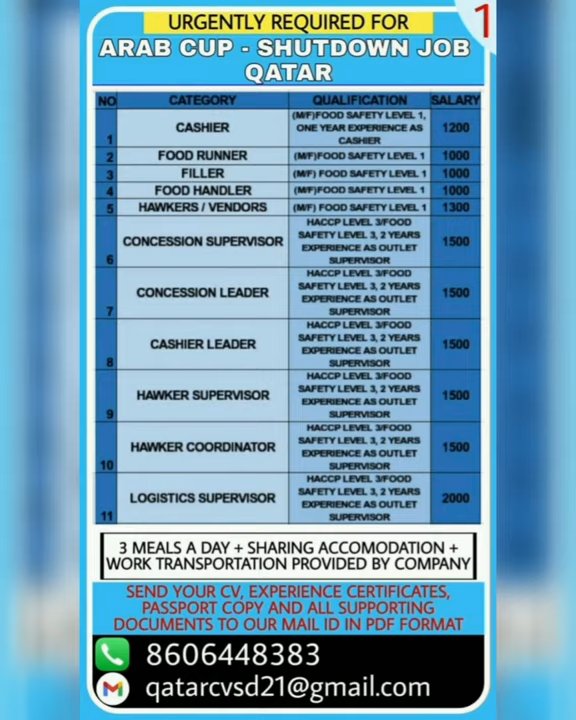 URGENTLY REQUIRED FOR
1
ARAB CUP - SHUTDOWN JOB
QATAR
NO CATEGORY QUALIFICATION SALARY
1 CASHIER (M/F)FOOD SAFETY LEVEL 1, ONE YEAR EXPERIENCE AS CASHIER 1200
2 FOOD RUNNER (M/F)FOOD SAFETY LEVEL 1 1000
3 FILLER (M/F)FOOD SAFETY LEVEL 1 1000
4 FOOD HANDLER (M/F)FOOD SAFETY LEVEL 1 1000
5 HAWKERS / VENDORS (M/F) FOOD SAFETY LEVEL 1 1300
6 CONCESSION SUPERVISOR HACCP LEVEL 3/FOOD SAFETY LEVEL 3, 2 YEARS EXPERIENCE AS OUTLET SUPERVISOR 1500
7 CONCESSION LEADER HACCP LEVEL 3/FOOD SAFETY LEVEL 3, 2 YEARS EXPERIENCE AS OUTLET SUPERVISOR 1500
8 CASHIER LEADER HACCP LEVEL 3/FOOD SAFETY LEVEL 3, 2 YEARS EXPERIENCE AS OUTLET SUPERVISOR 1500
9 HAWKER SUPERVISOR HACCP LEVEL 3/FOOD SAFETY LEVEL 3, 2 YEARS EXPERIENCE AS OUTLET SUPERVISOR 1500
10 HAWKER COORDINATOR HACCP LEVEL 3/FOOD SAFETY LEVEL 3, 2 YEARS EXPERIENCE AS OUTLET SUPERVISOR 1500
11 LOGISTICS SUPERVISOR HACCP LEVEL 3/FOOD SAFETY LEVEL 3, 2 YEARS EXPERIENCE AS OUTLET SUPERVISOR 2000
3 MEALS A DAY + SHARING ACCOMODATION +
WORK TRANSPORTATION PROVIDED BY COMPANY
SEND YOUR CV, EXPERIENCE CERTIFICATES,
PASSPORT COPY AND ALL SUPPORTING
DOCUMENTS TO OUR MAIL ID IN PDF FORMAT
8606448383
qatarcvsd21@gmail.com